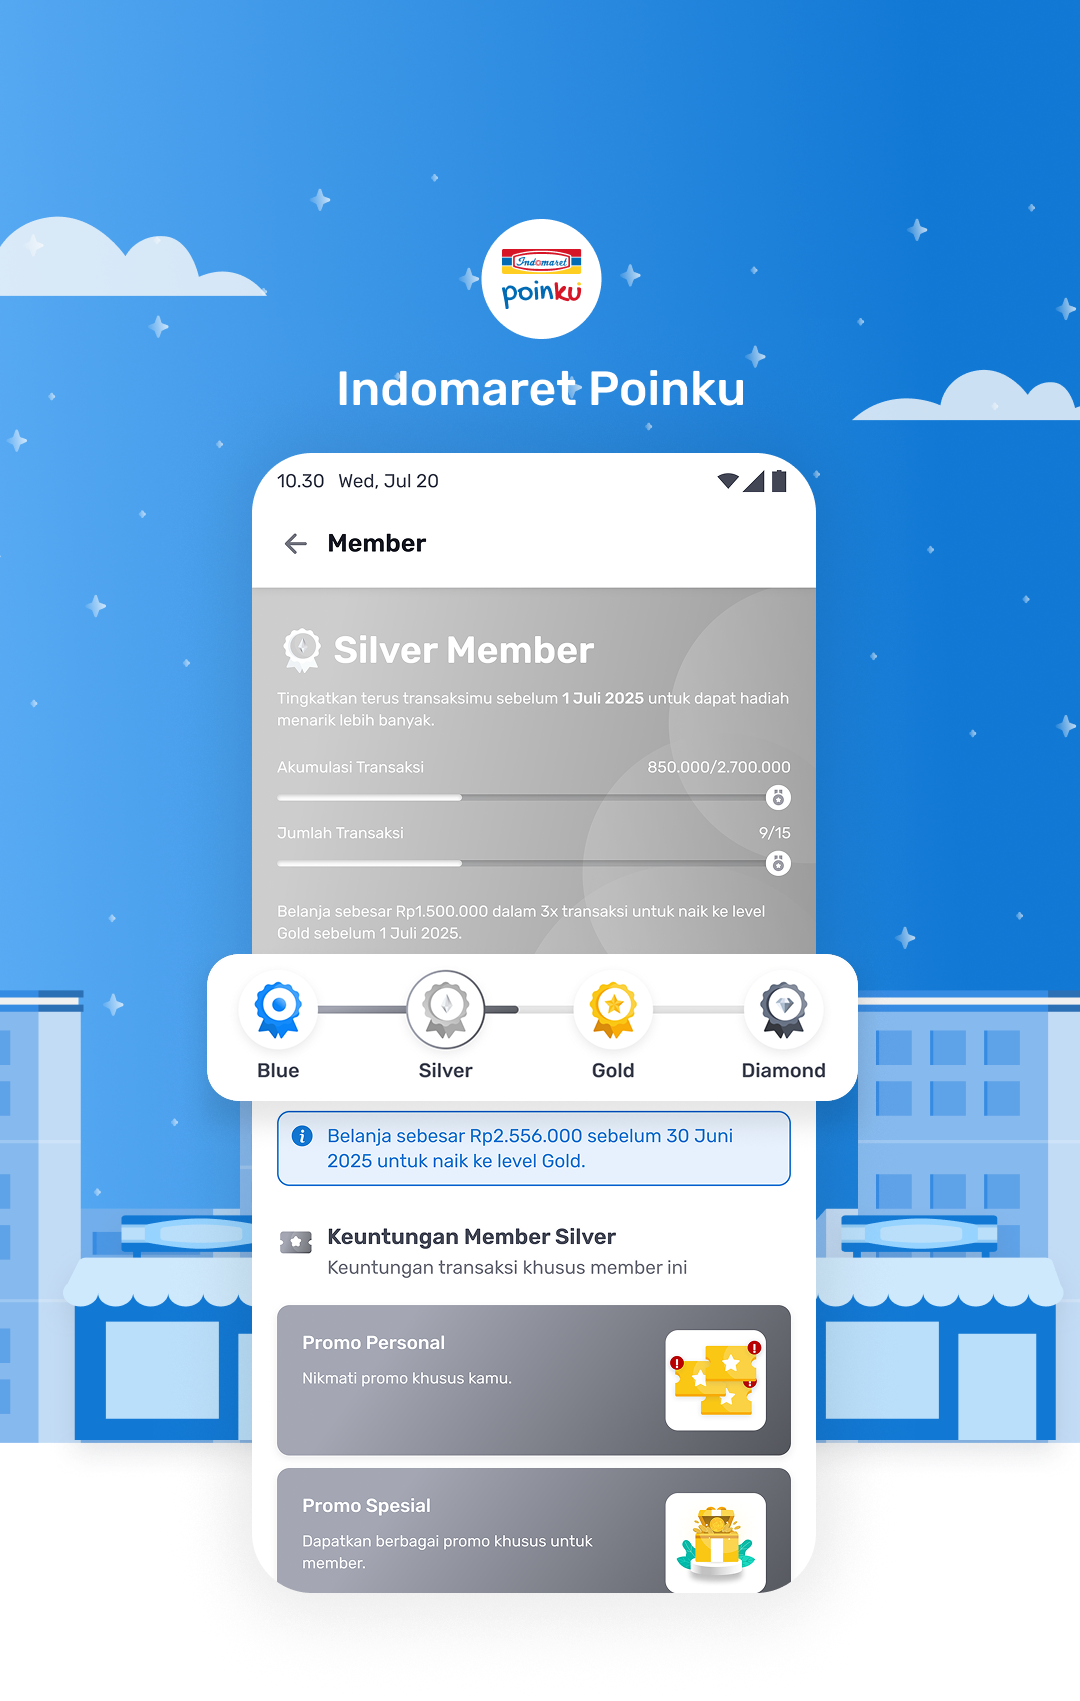 Indomaret
poinku
Indomaret Poinku
10.30 Wed, Jul 20
Member
Silver Member
Tingkatkan terus transaksimu sebelum 1 Juli 2025 untuk dapat hadiah
menarik lebih banyak.
Akumulasi Transaksi 850.000/2.700.000
Jumlah Transaksi 9/15
Belanja sebesar Rp1.500.000 dalam 3x transaksi untuk naik ke level
Gold sebelum 1 Juli 2025.
Blue Silver Gold Diamond
Belanja sebesar Rp2.556.000 sebelum 30 Juni
2025 untuk naik ke level Gold.
Keuntungan Member Silver
Keuntungan transaksi khusus member ini
Promo Personal
Nikmati promo khusus kamu.
Promo Spesial
Dapatkan berbagai promo khusus untuk
member.